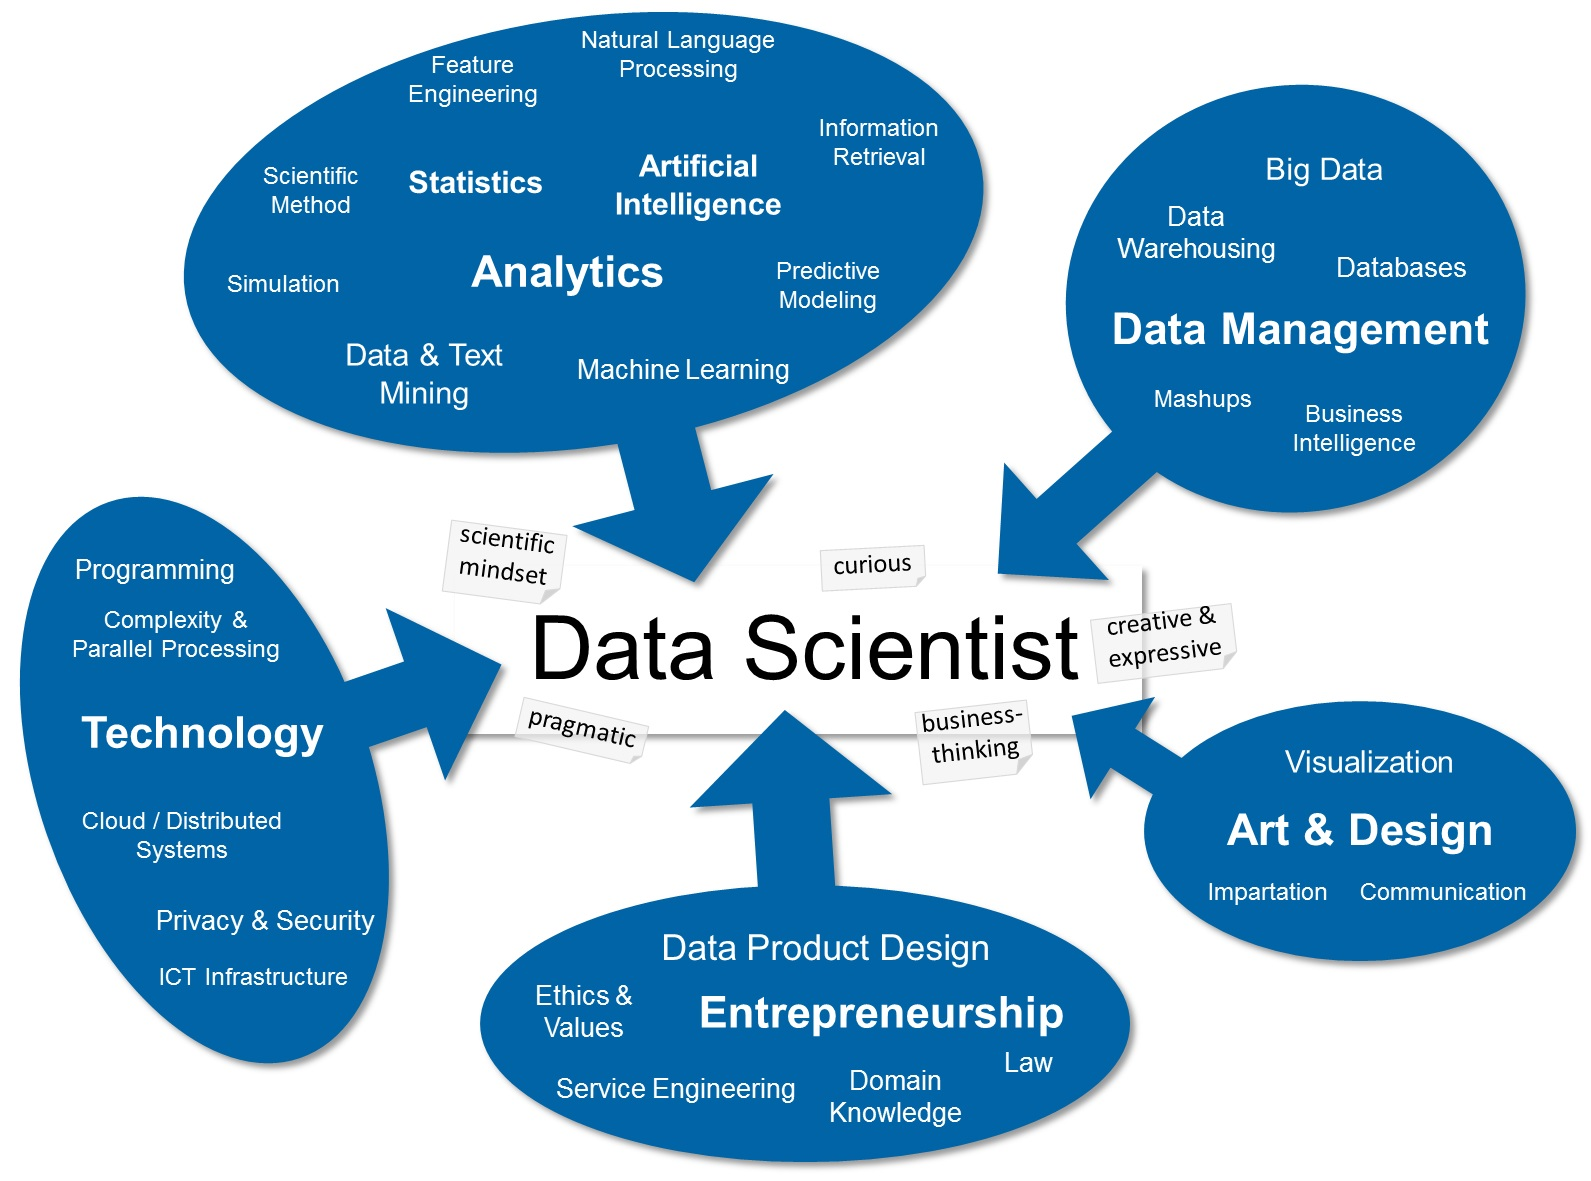 Natural Language
Processing
Feature
Engineering
Information
Retrieval
Scientific
Method
Statistics
Artificial
Intelligence
Analytics
Simulation
Predictive
Modeling
Data & Text
Mining
Machine Learning
Big Data
Data
Warehousing
Databases
Data Management
Mashups
Business
Intelligence
Programming
Complexity &
Parallel Processing
Technology
Cloud / Distributed
Systems
Privacy & Security
ICT Infrastructure
scientific
mindset
curious
Data Scientist
creative &
expressive
pragmatic
business-
thinking
Visualization
Art & Design
Impartation
Communication
Data Product Design
Ethics &
Values
Entrepreneurship
Law
Service Engineering
Domain
Knowledge